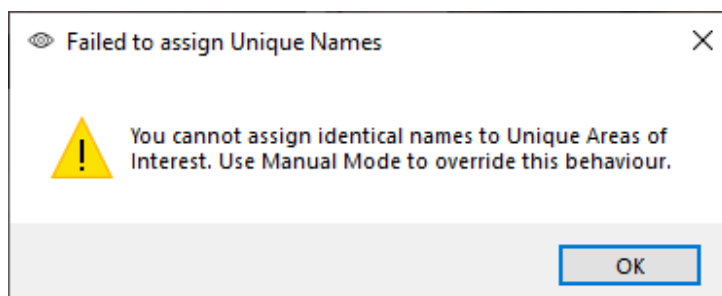 Failed to assign Unique Names
You cannot assign identical names to Unique Areas of
Interest. Use Manual Mode to override this behaviour.
OK